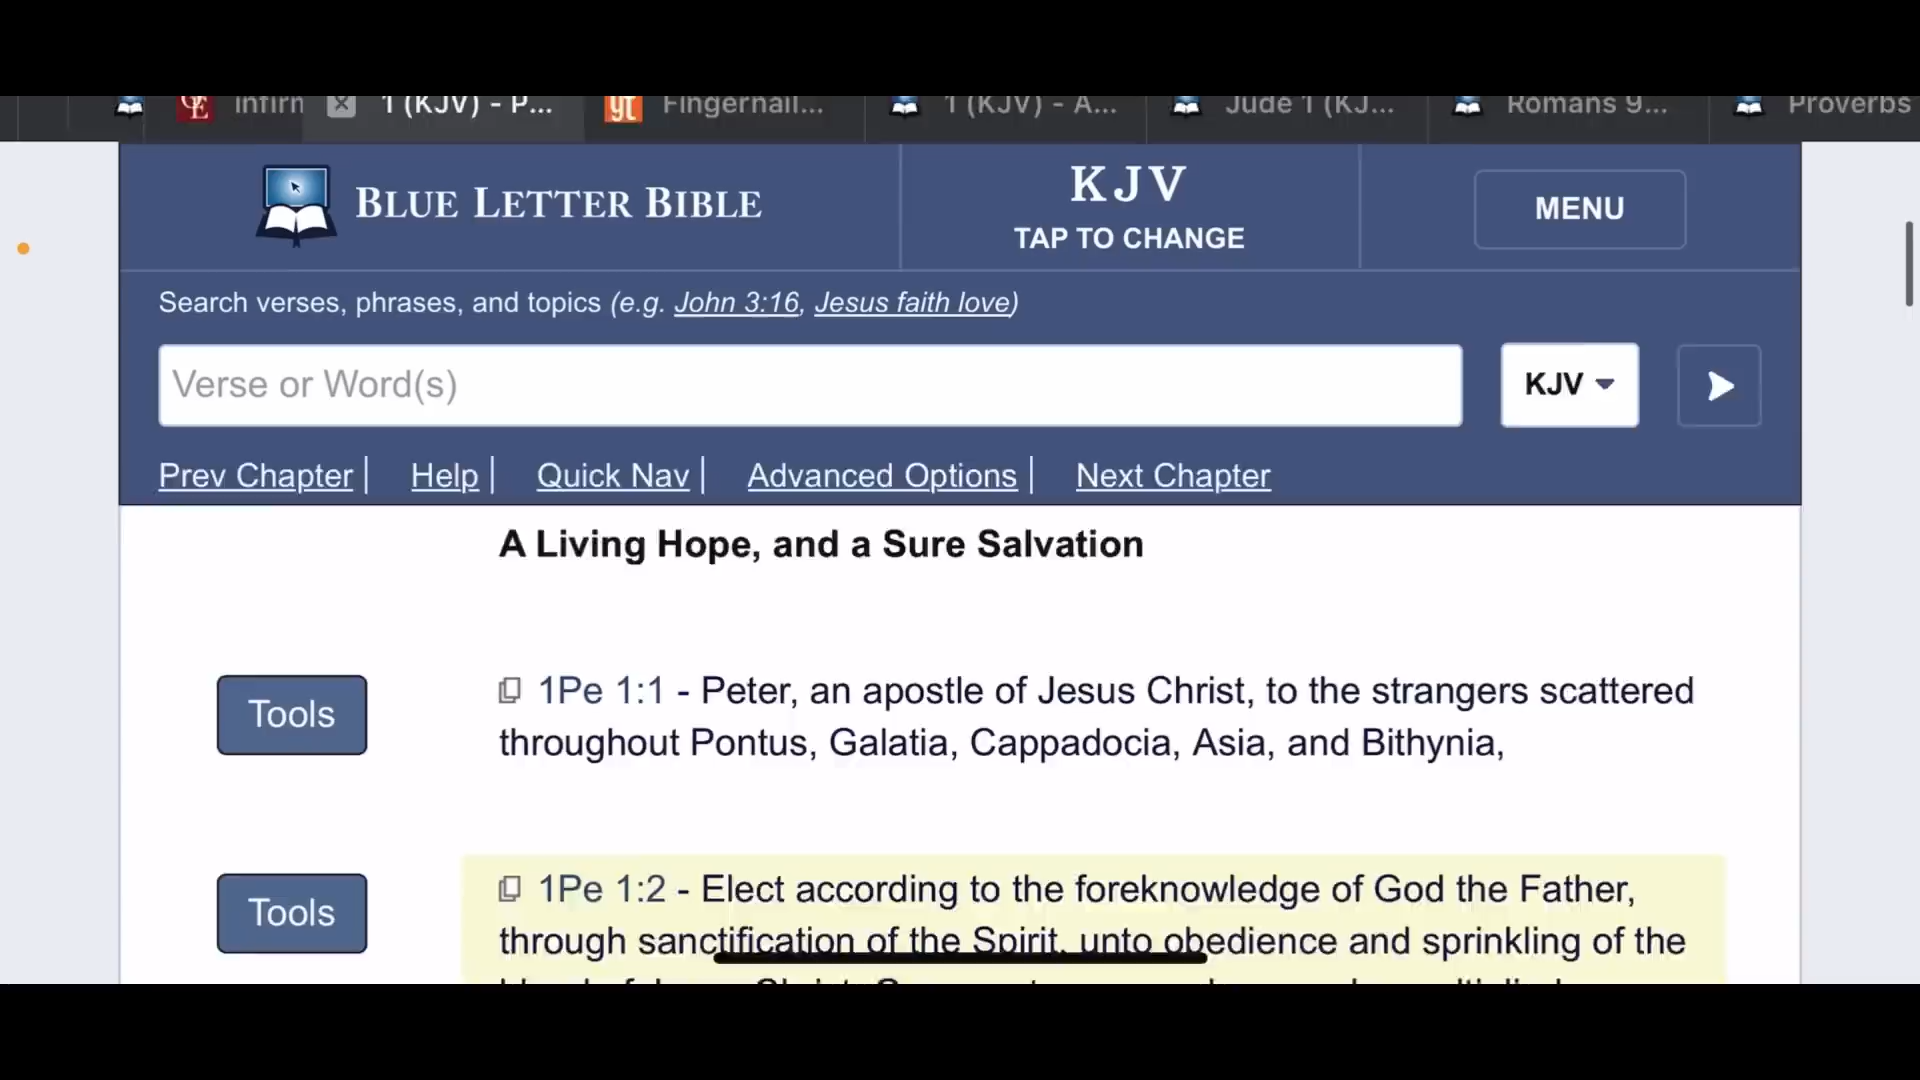 infirm 1 (KJV) - P... Fingernail... 1 (KJV) - A... Jude 1 (KJ... Romans 9... Proverbs
BLUE LETTER BIBLE
KJV
TAP TO CHANGE
MENU
Search verses, phrases, and topics (e.g. John 3:16, Jesus faith love)
Verse or Word(s)
KJV
Prev Chapter | Help | Quick Nav | Advanced Options | Next Chapter
A Living Hope, and a Sure Salvation
Tools
1Pe 1:1 - Peter, an apostle of Jesus Christ, to the strangers scattered
throughout Pontus, Galatia, Cappadocia, Asia, and Bithynia,
Tools
1Pe 1:2 - Elect according to the foreknowledge of God the Father,
through sanctification of the Spirit, unto obedience and sprinkling of the